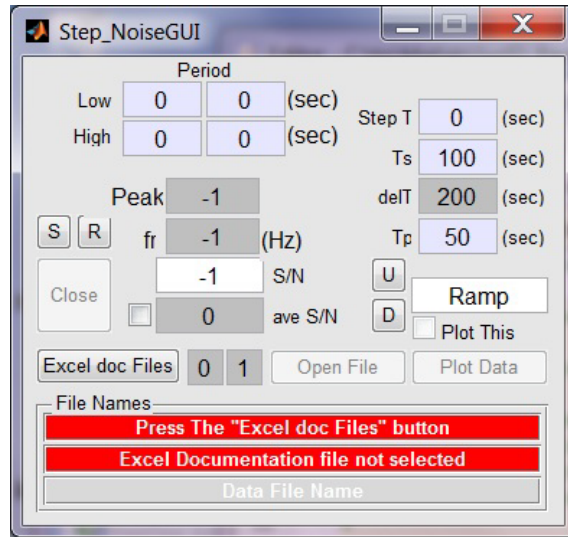 Step_NoiseGUI
Period
Low 0 0 (sec)
High 0 0 (sec)
Step T 0 (sec)
Ts 100 (sec)
Peak -1
delT 200 (sec)
S R fr -1 (Hz)
Tp 50 (sec)
-1 S/N
U
Close
Ramp
0 ave S/N
D
Plot This
Excel doc Files 0 1 Open File Plot Data
File Names
Press The "Excel doc Files" button
Excel Documentation file not selected
Data File Name